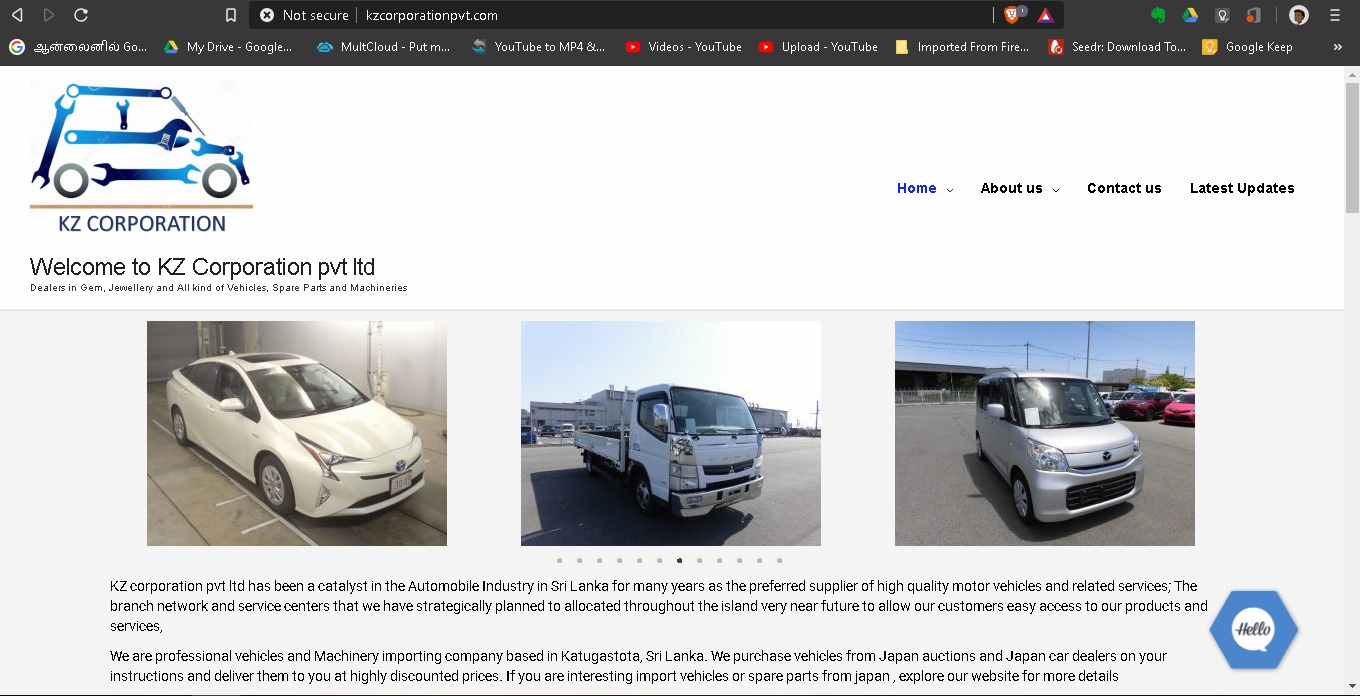 Not secure | kzcorporationpvt.com
ஆன்லைனில் Go...
My Drive - Google...
MultCloud - Put m...
YouTube to MP4 &...
Videos - YouTube
Upload - YouTube
Imported From Fire...
Seedr: Download To...
Google Keep
»
KZ CORPORATION
Home
About us
Contact us
Latest Updates
Welcome to KZ Corporation pvt ltd
Dealers in Gem, Jewellery and All kind of Vehicles, Spare Parts and Machineries
KZ corporation pvt ltd has been a catalyst in the Automobile Industry in Sri Lanka for many years as the preferred supplier of high quality motor vehicles and related services; The
branch network and service centers that we have strategically planned to allocated throughout the island very near future to allow our customers easy access to our products and
services,
Hello
We are professional vehicles and Machinery importing company based in Katugastota, Sri Lanka. We purchase vehicles from Japan auctions and Japan car dealers on your
instructions and deliver them to you at highly discounted prices. If you are interesting import vehicles or spare parts from japan , explore our website for more details